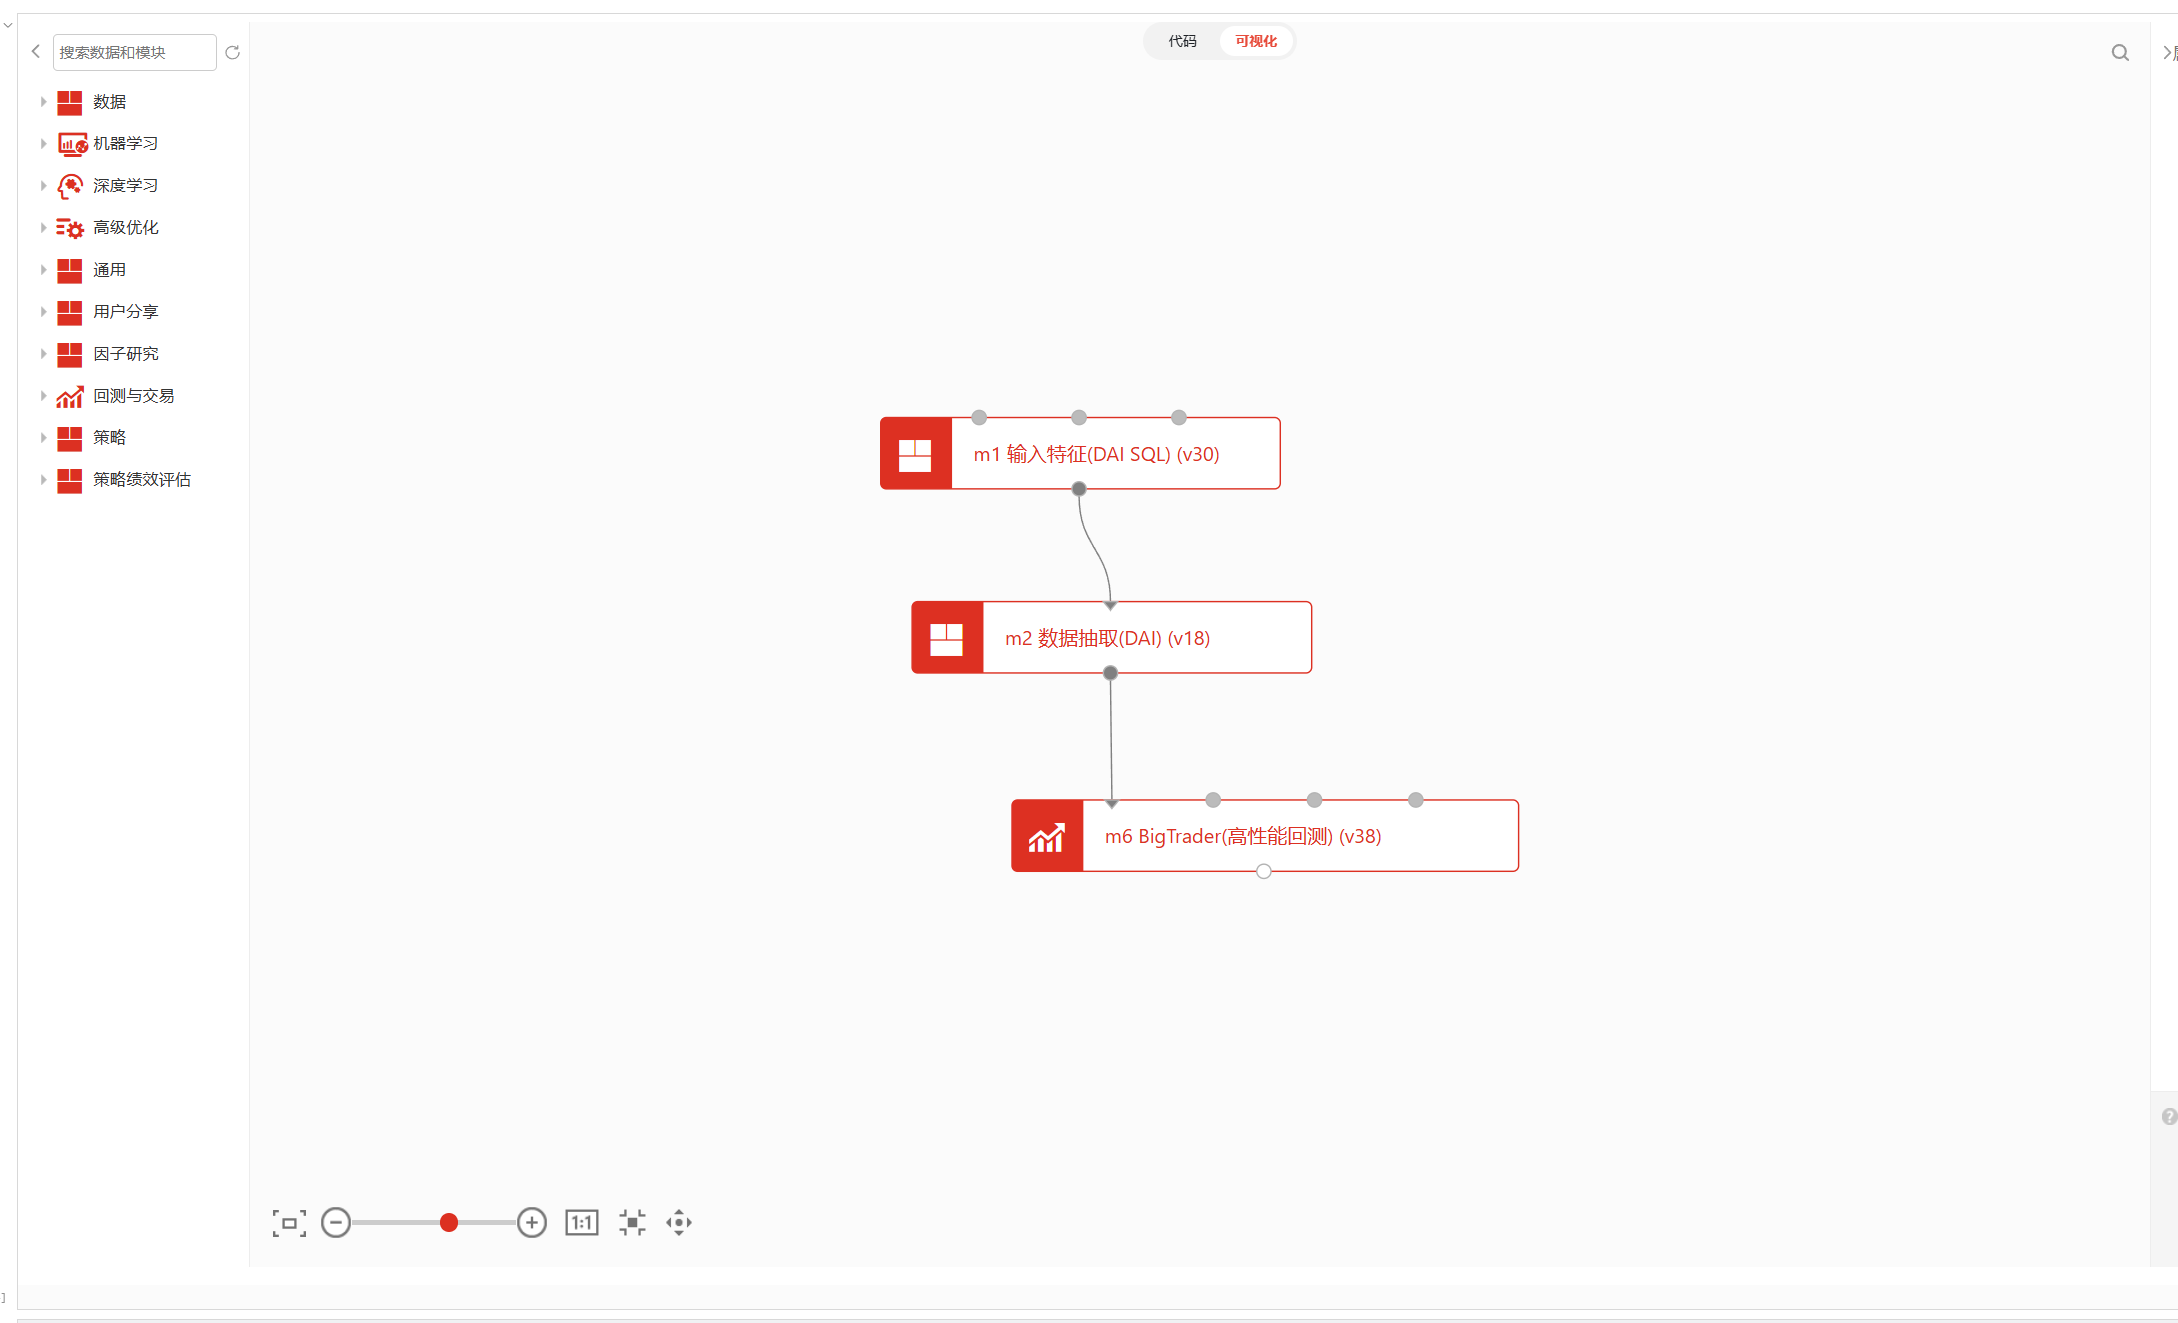 搜索数据和模块
数据
机器学习
深度学习
高级优化
通用
用户分享
因子研究
回测与交易
策略
策略绩效评估
代码
可视化
m1 输入特征(DAI SQL) (v30)
m2 数据抽取(DAI) (v18)
m6 BigTrader(高性能回测) (v38)
1:1